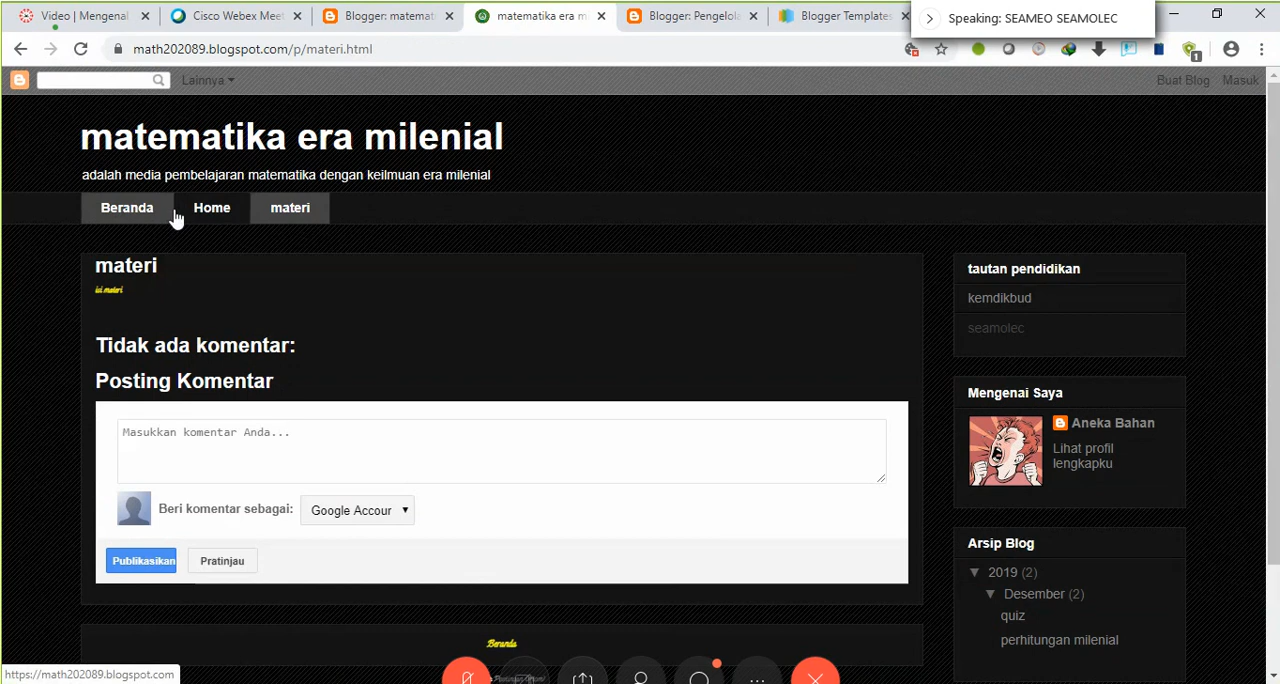 Video | Mengenal
Cisco Webex Meet
Blogger: matemat
matematika era m
Blogger: Pengelola
Blogger Templates
Speaking: SEAMEO SEAMOLEC
math202089.blogspot.com/p/materi.html
1
Lainnya
Buat Blog Masuk
matematika era milenial
adalah media pembelajaran matematika dengan keilmuan era milenial
Beranda Home materi
materi
isi materi
Tidak ada komentar:
Posting Komentar
Masukkan komentar Anda...
Beri komentar sebagai: Google Accour
Publikasikan Pratinjau
Beranda
tautan pendidikan
kemdikbud
seamolec
Mengenai Saya
Aneka Bahan
Lihat profil
lengkapku
Arsip Blog
▼ 2019 (2)
▼ Desember (2)
quiz
perhitungan milenial
https://math202089.blogspot.com